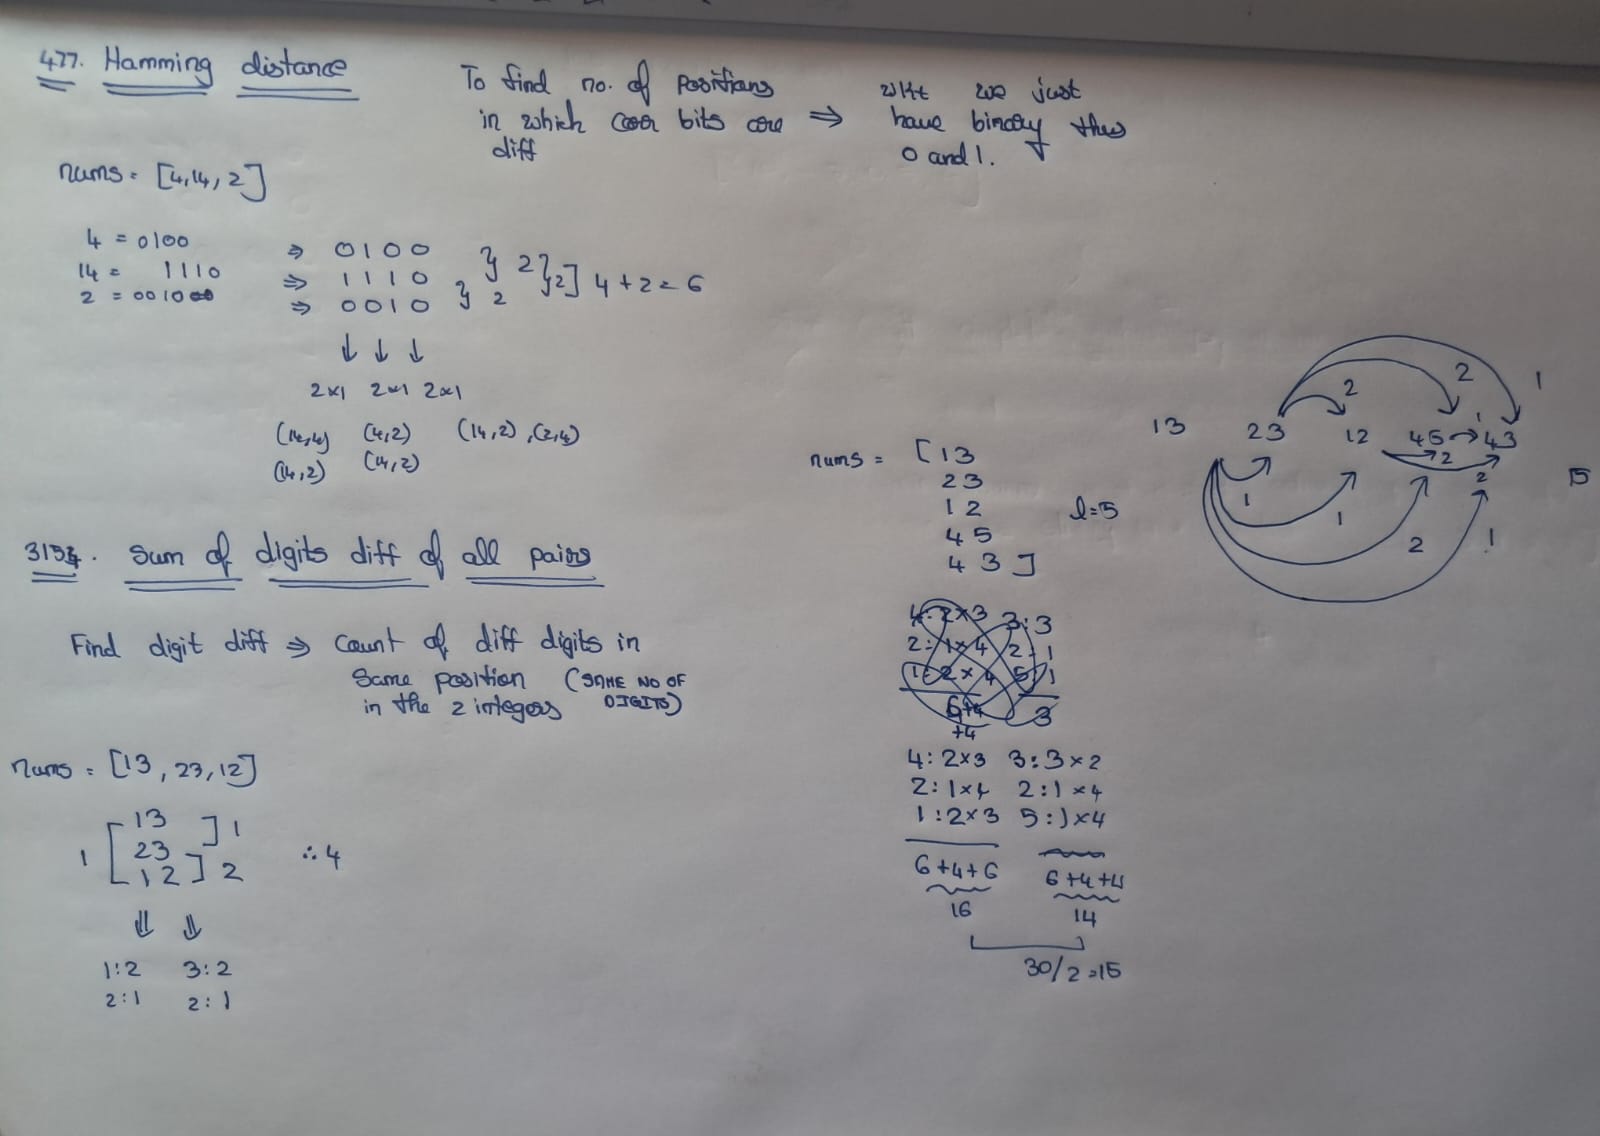 477. Hamming distance
To find no. of positions
in which corr bits are ⇒
diff
wkt we just
have binary thus
0 and 1.
nums = [4,14, 2]
4 = 0100 ⇒ 0100
14 = 1110 ⇒ 1110
2 = 0010 ⇒ 0010
} 2 } 2 ] 4+2 = 6
} 2
↓ ↓ ↓
2×1 2×1 2×1
(14,4) (4,2) (14,2),(2,4)
(14,2) (14,2)
3153. Sum of digits diff of all pairs
Find digit diff ⇒ count of diff digits in
same position (SAME NO OF
in the 2 integers DIGITS)
nums = [13, 23, 12]
13 ] 1
1 [ 23 ∴ 4
12 ] 2
⇓ ⇓
1:2 3:2
2:1 2:1
nums = [13
23
12 l=5
45
43]
4:2×3 3:3
2:1×4 2:1
1:2×4 5:1
6+4 3
+4
4:2×3 3:3×2
2:1×4 2:1×4
1:2×3 5:1×4
6+4+6 6+4+4
16 14
30/2=15
2 2 1
1
13 23 12 45→43
2
2 15
1 1 2 1